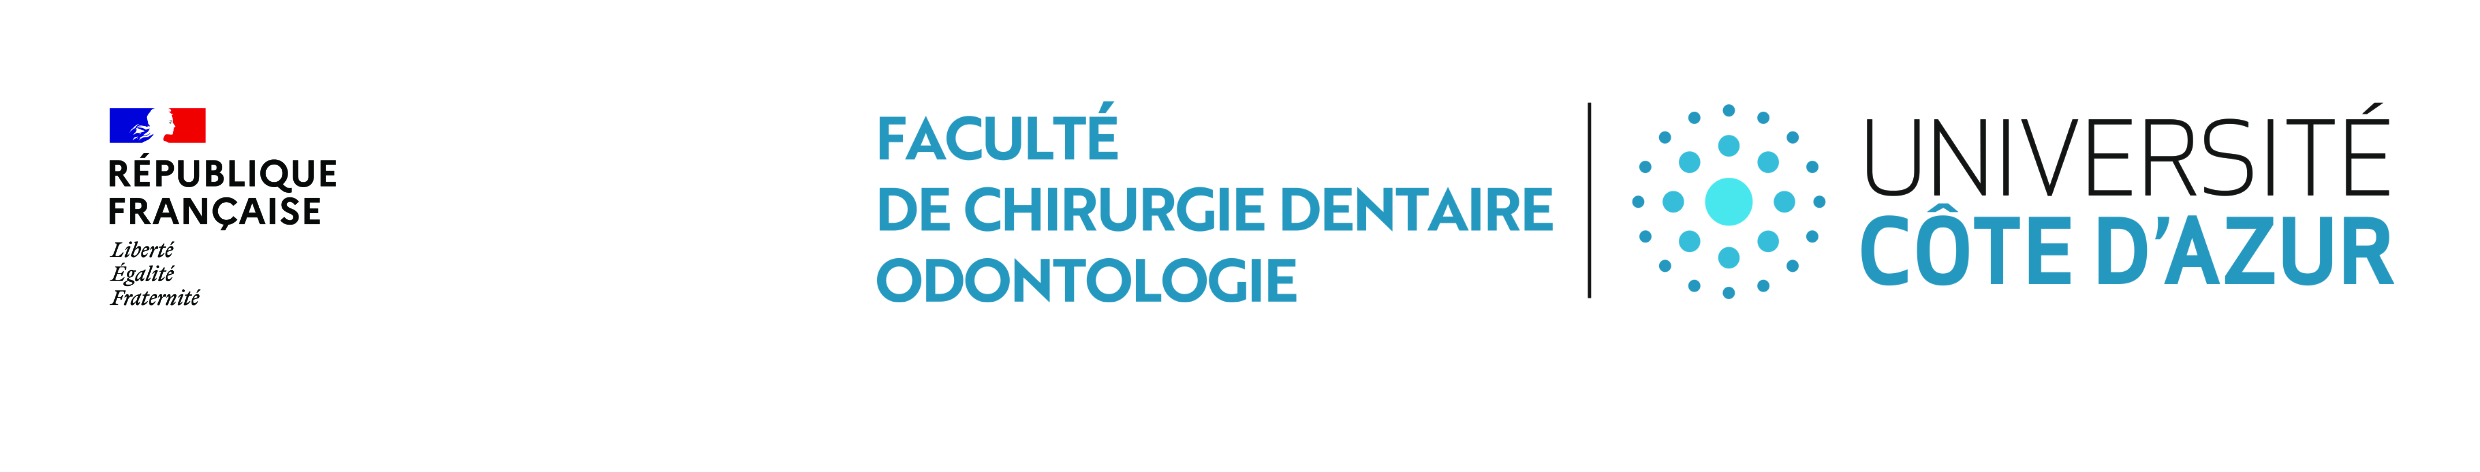 RÉPUBLIQUE
FRANÇAISE
Liberté
Égalité
Fraternité
FACULTÉ
DE CHIRURGIE DENTAIRE
ODONTOLOGIE
UNIVERSITÉ
CÔTE D'AZUR